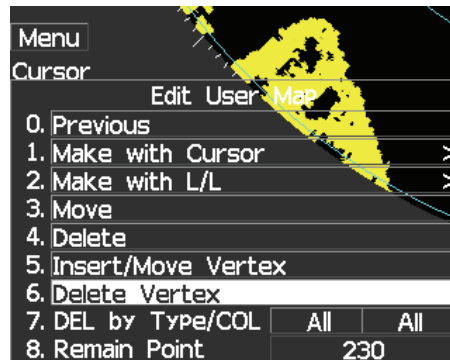 Menu
Cursor
Edit User Map
0. Previous
1. Make with Cursor >
2. Make with L/L >
3. Move
4. Delete
5. Insert/Move Vertex
6. Delete Vertex
7. DEL by Type/COL All All
8. Remain Point 230